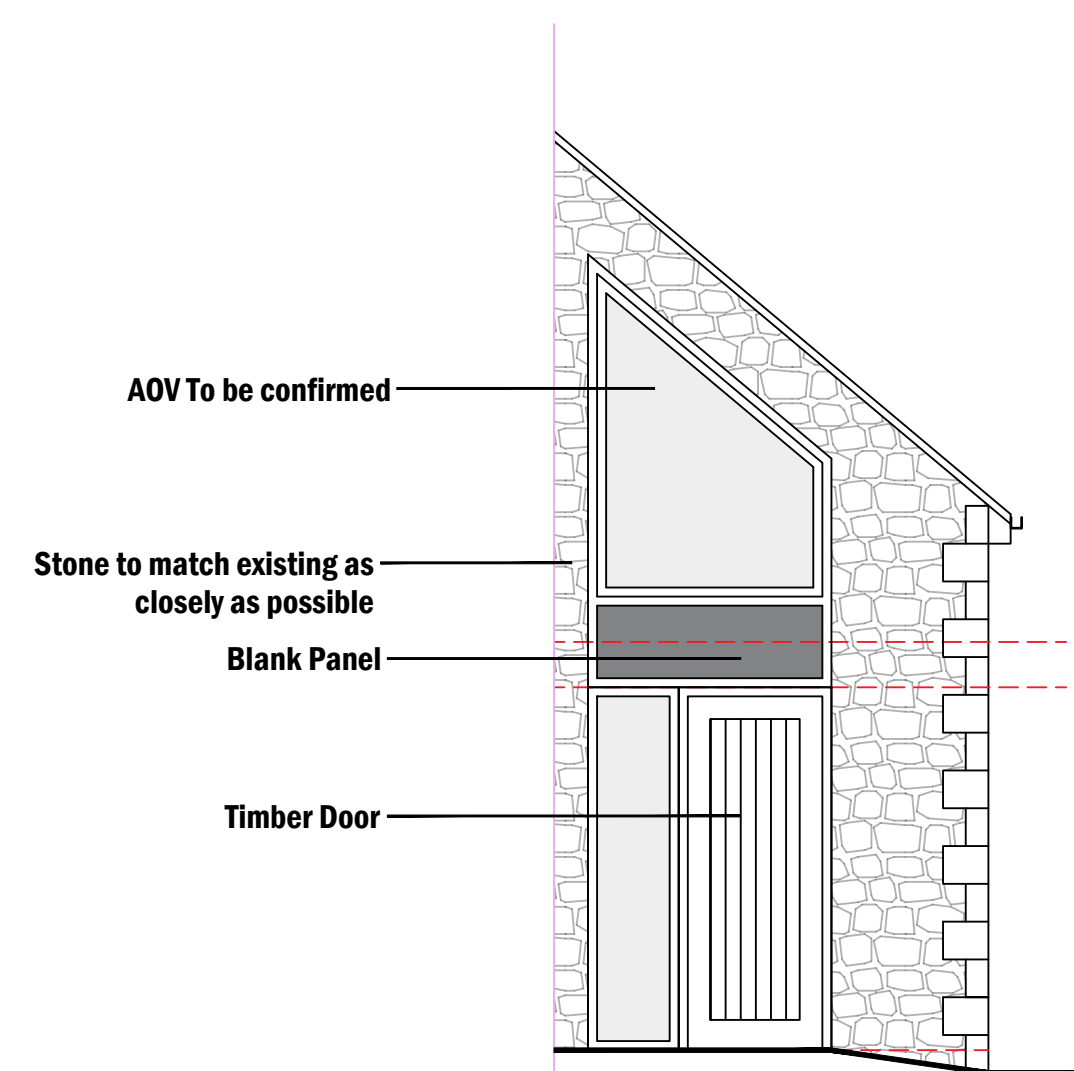 AOV To be confirmed
Stone to match existing as
closely as possible
Blank Panel
Timber Door